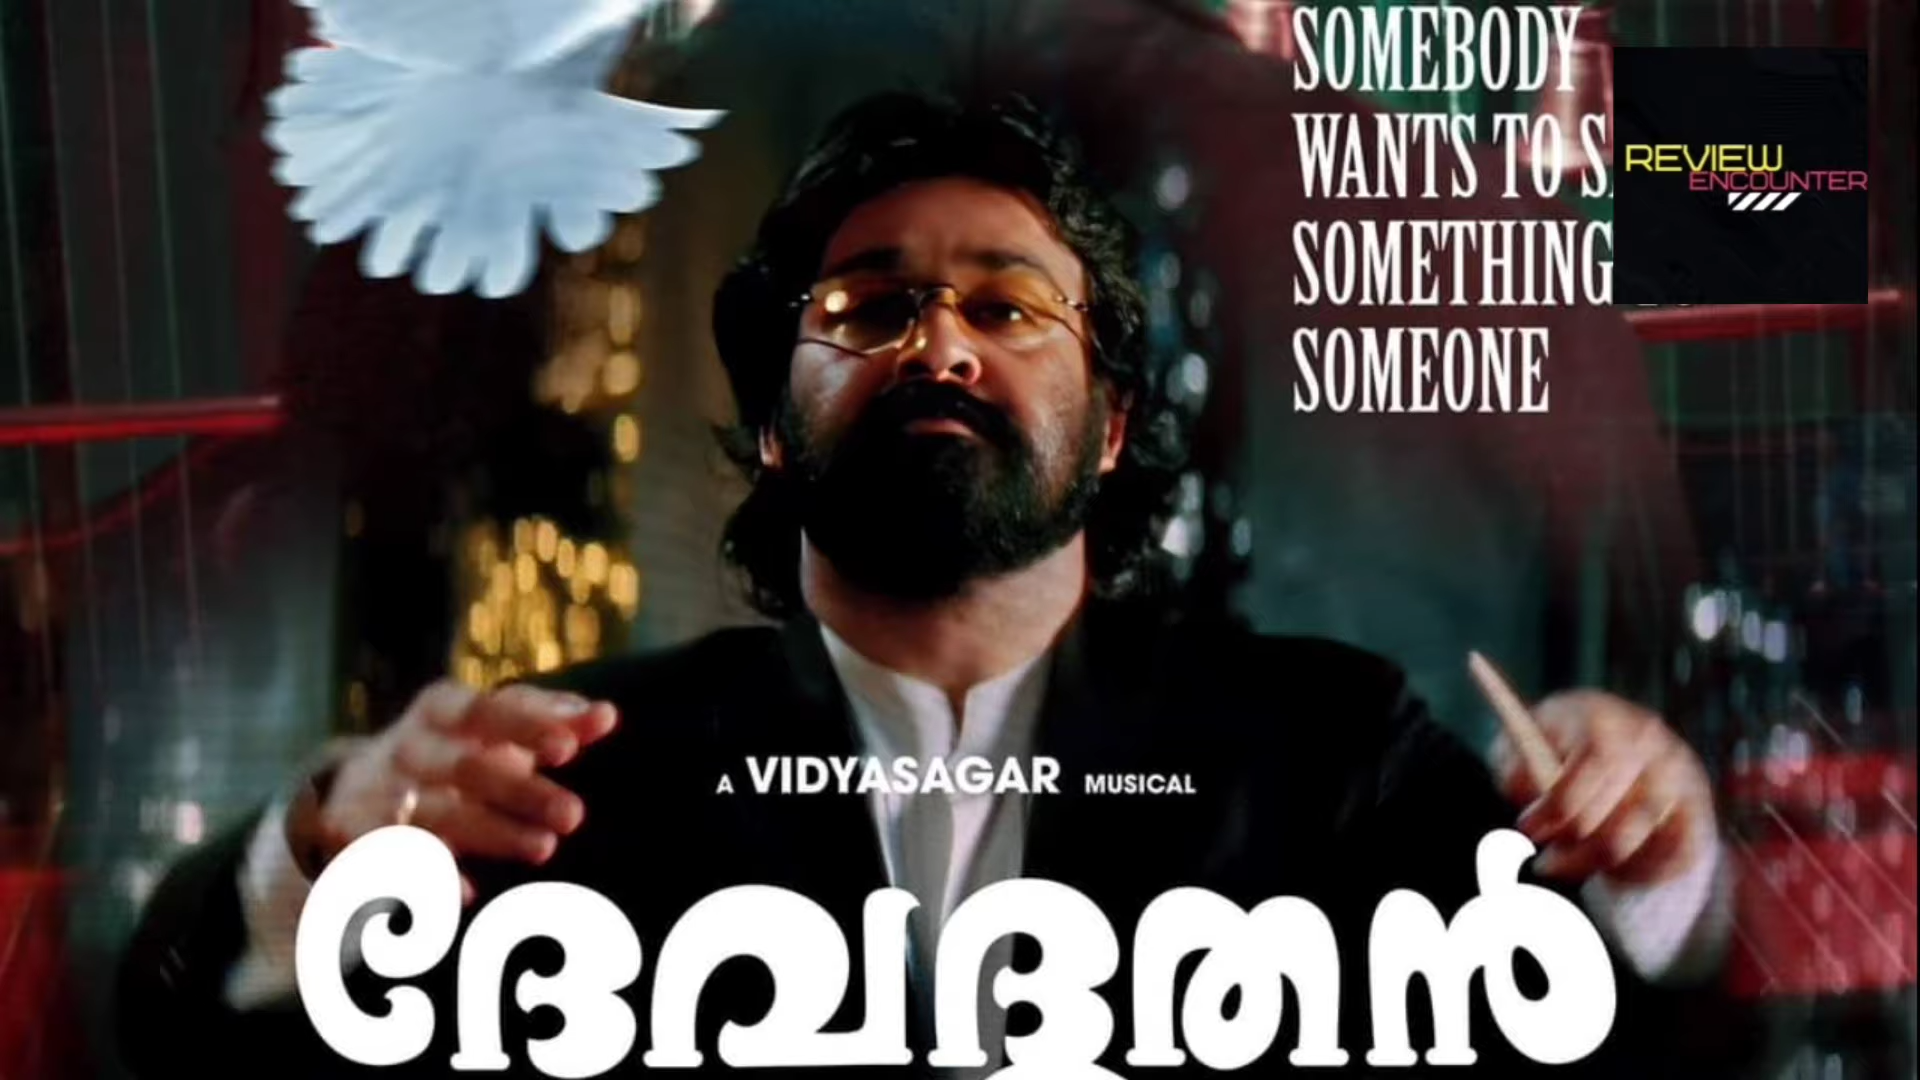 SOMEBODY
WANTS TO
SOMETHING
SOMEONE
REVIEW
ENCOUNTER
A VIDYASAGAR MUSICAL
ദേവദൂതൻ